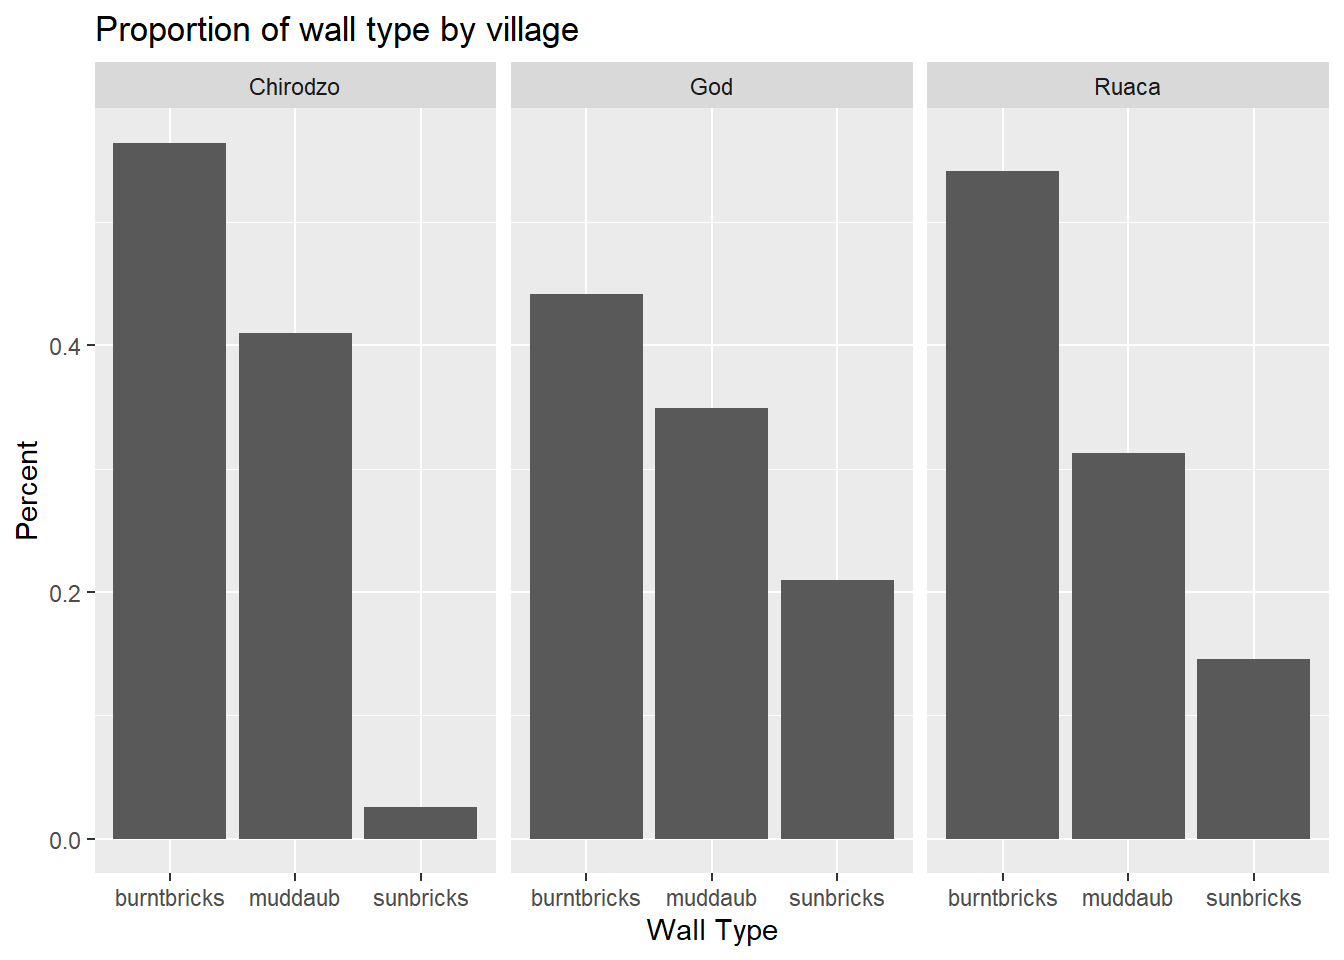 Proportion of wall type by village
Chirodzo God Ruaca
Percent
0.4
0.2
0.0
burntbricks muddaub sunbricks burntbricks muddaub sunbricks burntbricks muddaub sunbricks
Wall Type